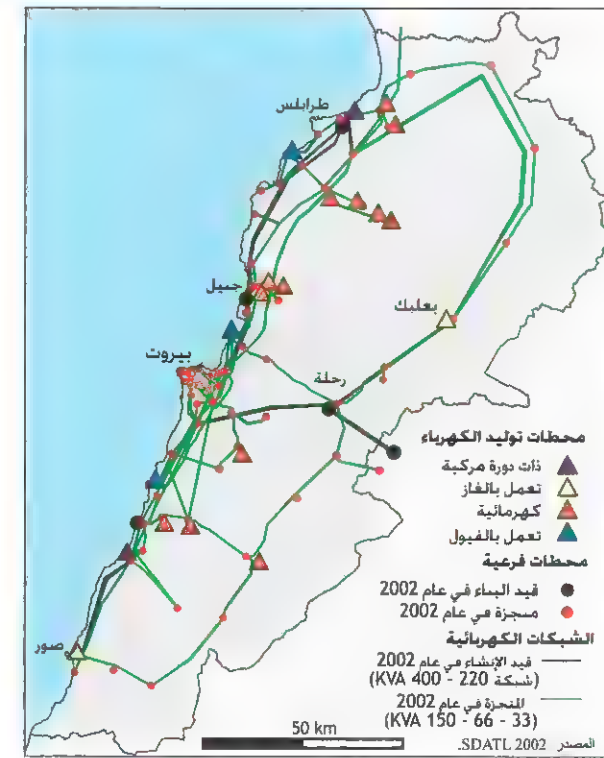 طرابلس
جبيل
بعلبك
بيروت
زحلة
صور
محطات توليد الكهرباء
ذات دورة مركبة
تعمل بالغاز
كهرمائية
تعمل بالفيول
محطات فرعية
قيد البناء في عام 2002
منجزة في عام 2002
الشبكات الكهربائية
قيد الإنشاء في عام 2002
(شبكة 220 - 400 KVA)
المنجزة في عام 2002
(33 - 66 - 150 KVA)
50 km
المصدر SDATL 2002.